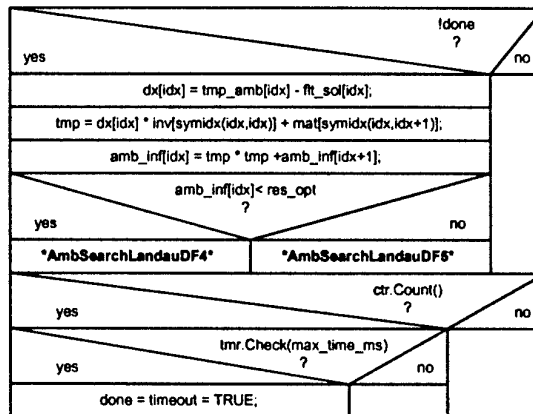 !done
?
yes
no
dx[idx] = tmp_amb[idx] - flt_sol[idx];
tmp = dx[idx] * inv[symidx(idx,idx)] + mat[symidx(idx,idx+1)];
amb_inf[idx] = tmp * tmp +amb_inf[idx+1];
amb_inf[idx]< res_opt
?
yes
no
*AmbSearchLandauDF4*
*AmbSearchLandauDF5*
ctr.Count()
?
yes
no
tmr.Check(max_time_ms)
?
yes
no
done = timeout = TRUE;